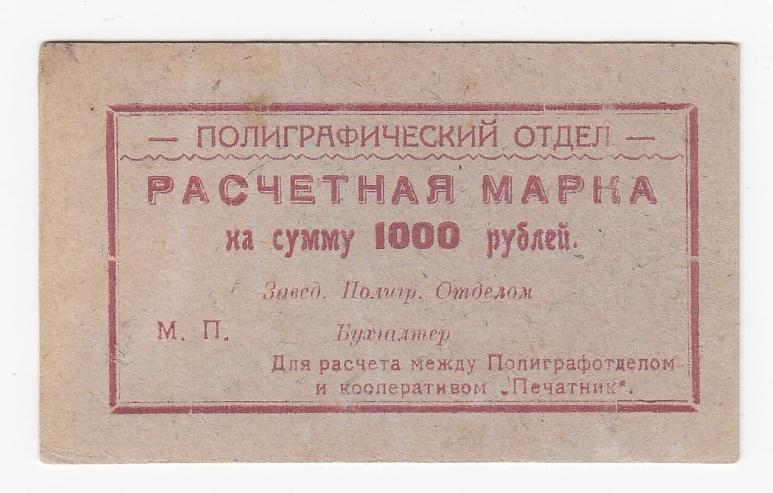 — ПОЛИГРАФИЧЕСКИЙ ОТДЕЛ —
РАСЧЕТНАЯ МАРКА
на сумму 1000 рублей.
Завед. Полигр. Отделом
М. П. Бухгалтер
Для расчета между Полиграфотделом
и кооперативом „Печатник“.